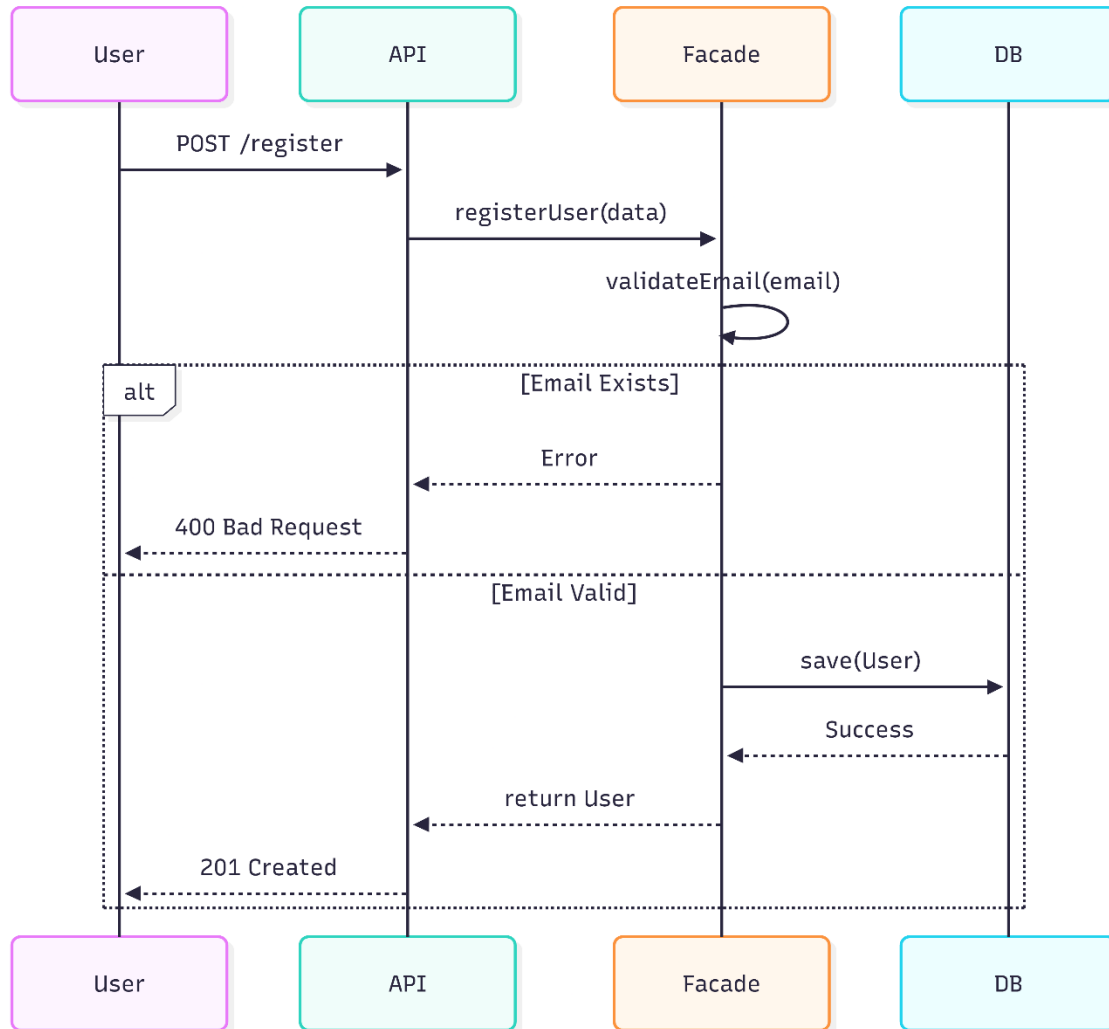 User
API
Facade
DB
POST /register
registerUser(data)
validateEmail(email)
alt
[Email Exists]
Error
400 Bad Request
[Email Valid]
save(User)
Success
return User
201 Created
User
API
Facade
DB